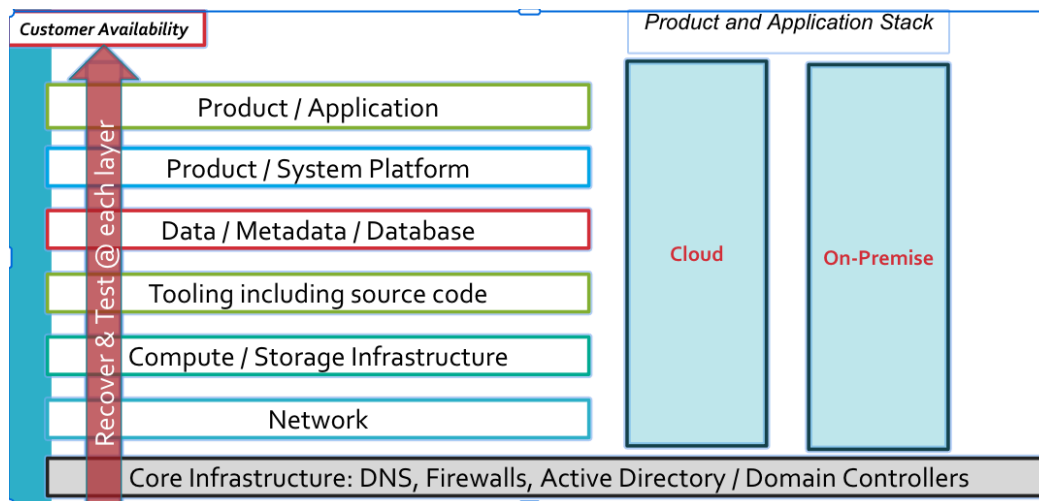 Customer Availability
Product and Application Stack
Recover & Test @ each layer
Product / Application
Product / System Platform
Data / Metadata / Database
Tooling including source code
Compute / Storage Infrastructure
Network
Cloud
On-Premise
Core Infrastructure: DNS, Firewalls, Active Directory / Domain Controllers